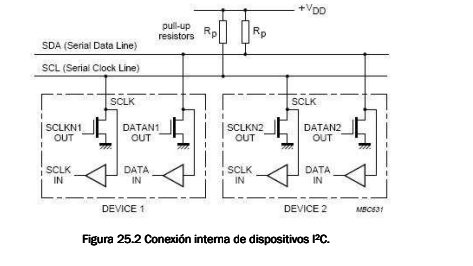 +VDD
pull-up
resistors
Rp
Rp
SDA (Serial Data Line)
SCL (Serial Clock Line)
SCLK
SCLKN1
OUT
DATAN1
OUT
SCLK
IN
DATA
IN
DEVICE 1
SCLK
SCLKN2
OUT
DATAN2
OUT
SCLK
IN
DATA
IN
DEVICE 2
MBC631
Figura 25.2 Conexión interna de dispositivos I²C.